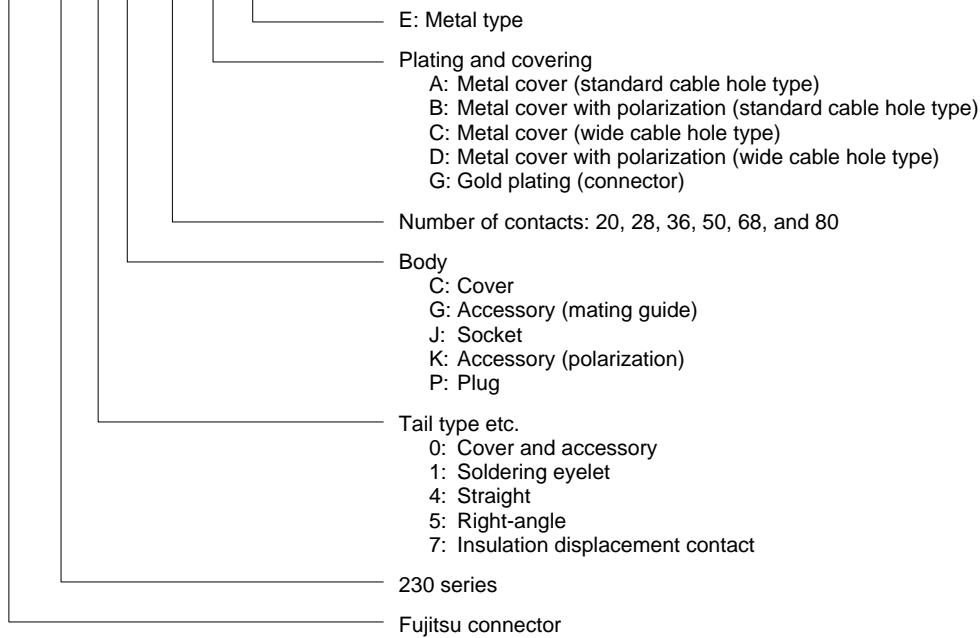 E: Metal type
Plating and covering
A: Metal cover (standard cable hole type)
B: Metal cover with polarization (standard cable hole type)
C: Metal cover (wide cable hole type)
D: Metal cover with polarization (wide cable hole type)
G: Gold plating (connector)
Number of contacts: 20, 28, 36, 50, 68, and 80
Body
C: Cover
G: Accessory (mating guide)
J: Socket
K: Accessory (polarization)
P: Plug
Tail type etc.
0: Cover and accessory
1: Soldering eyelet
4: Straight
5: Right-angle
7: Insulation displacement contact
230 series
Fujitsu connector